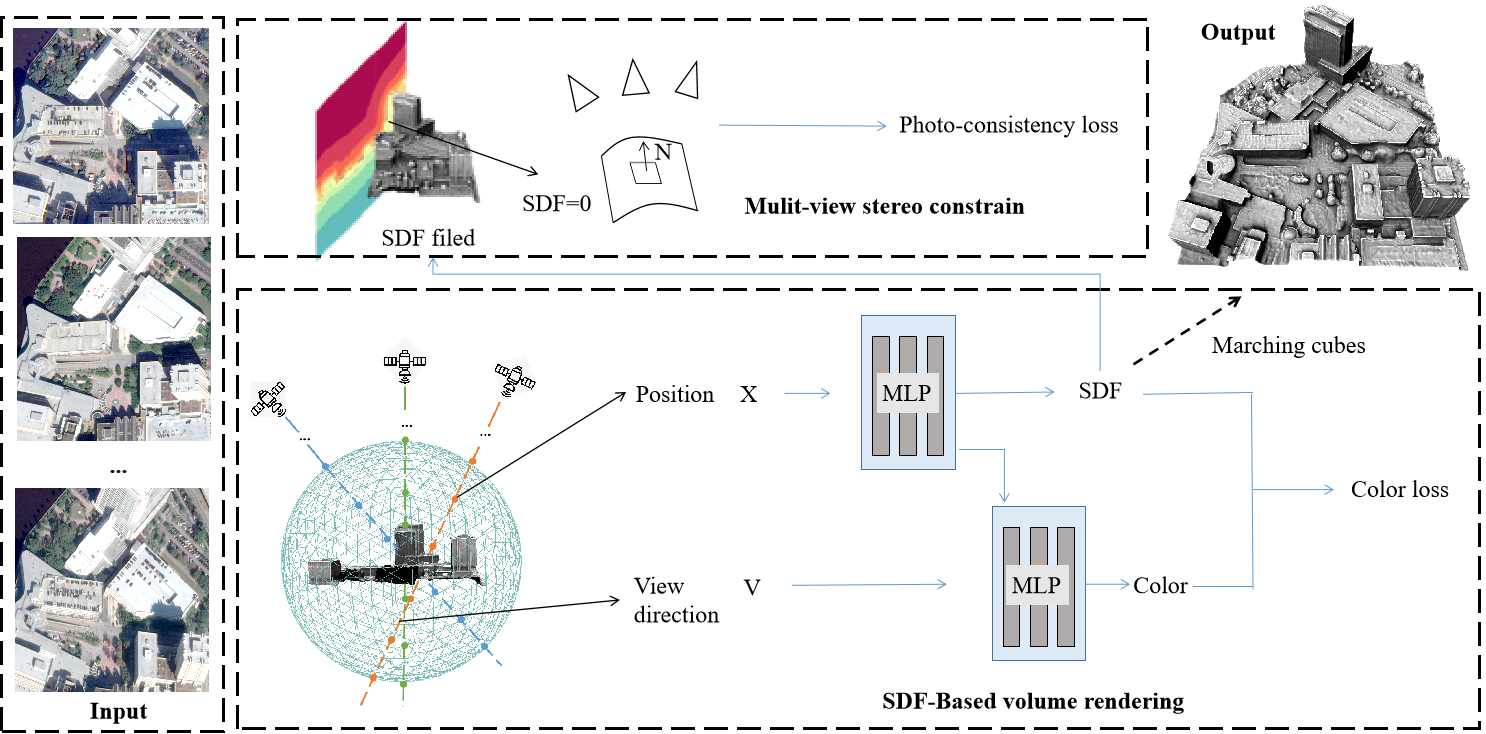 Input
...
SDF filed
SDF=0
N
Photo-consistency loss
Mulit-view stereo constrain
Output
Marching cubes
...
...
...
Position X
MLP
SDF
Color loss
View
direction
V
MLP
Color
SDF-Based volume rendering